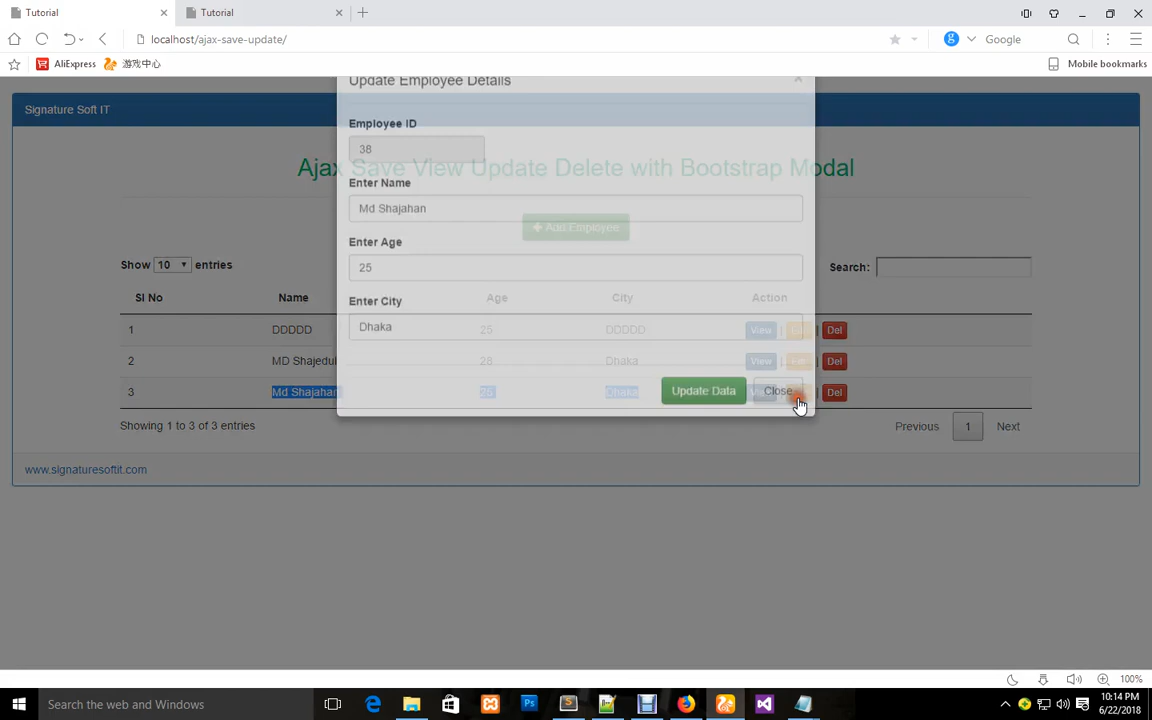 Tutorial
Tutorial
localhost/ajax-save-update/
Google
AliExpress
游戏中心
Mobile bookmarks
Signature Soft IT
Update Employee Details
Employee ID
38
Ajax Save View Update Delete with Bootstrap Modal
Enter Name
Md Shajahan
Add Employee
Enter Age
25
Show 10 entries
Search:
Sl No Name Age City Action
Enter City
Dhaka
1 DDDDD 25 DDDDD View | Edit | Del
2 MD Shajedul 28 Dhaka View | Edit | Del
3 Md Shajahan 25 Dhaka | Del
Update Data
Close
Showing 1 to 3 of 3 entries
Previous 1 Next
www.signaturesoftit.com
100%
Search the web and Windows
10:14 PM
6/22/2018